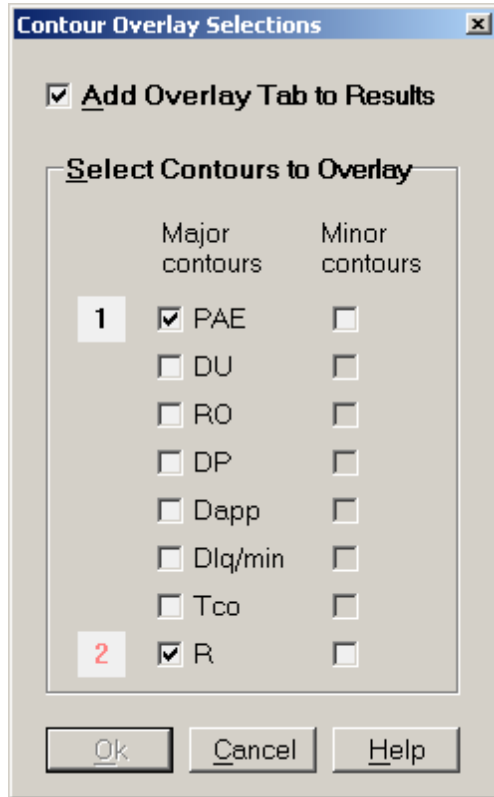 Contour Overlay Selections
Add Overlay Tab to Results
Select Contours to Overlay
Major Minor
contours contours
1 PAE
DU
RO
DP
Dapp
Dlq/min
Tco
2 R
Ok Cancel Help